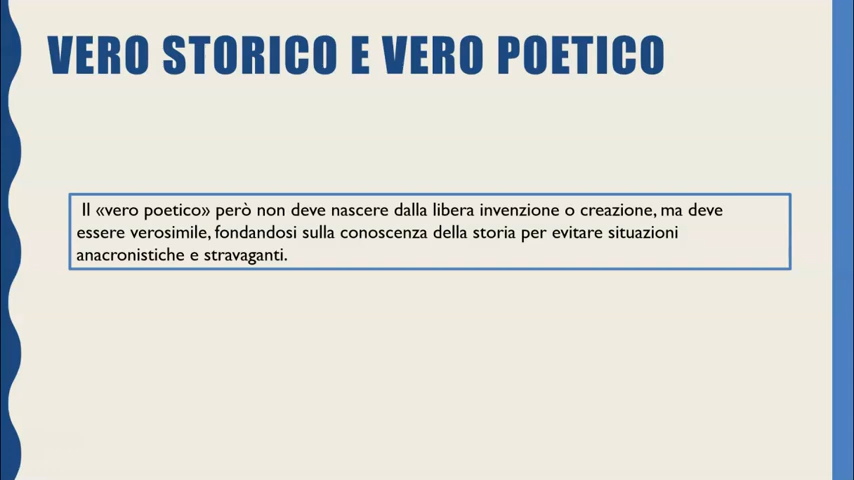 VERO STORICO E VERO POETICO
Il «vero poetico» però non deve nascere dalla libera invenzione o creazione, ma deve
essere verosimile, fondandosi sulla conoscenza della storia per evitare situazioni
anacronistiche e stravaganti.